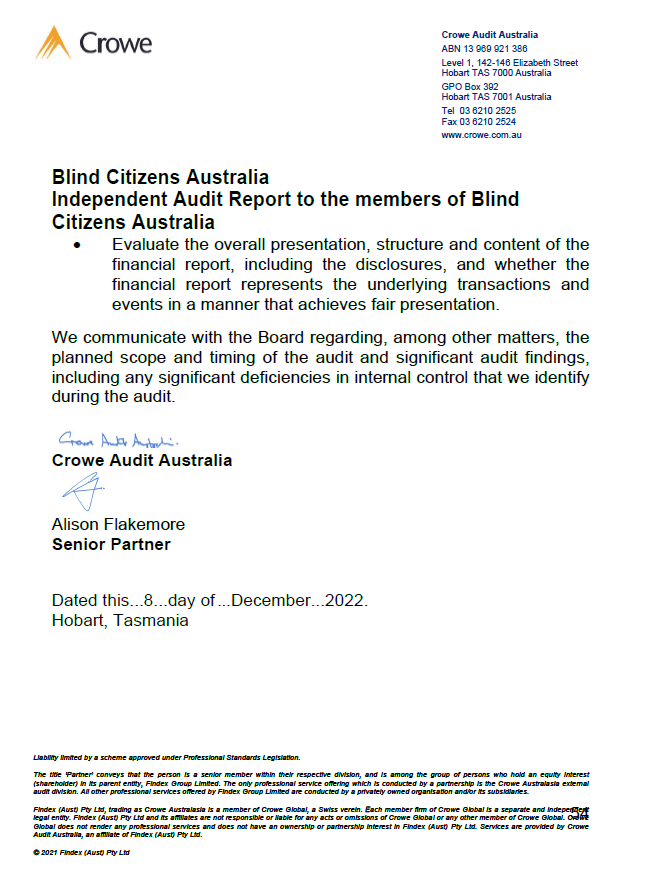 Crowe
Crowe Audit Australia
ABN 13 969 921 386
Level 1, 142-146 Elizabeth Street
Hobart TAS 7000 Australia
GPO Box 392
Hobart TAS 7001 Australia
Tel 03 6210 2525
Fax 03 6210 2524
www.crowe.com.au
Blind Citizens Australia
Independent Audit Report to the members of Blind
Citizens Australia
• Evaluate the overall presentation, structure and content of the
financial report, including the disclosures, and whether the
financial report represents the underlying transactions and
events in a manner that achieves fair presentation.
We communicate with the Board regarding, among other matters, the
planned scope and timing of the audit and significant audit findings,
including any significant deficiencies in internal control that we identify
during the audit.
Crowe Audit Australia.
Crowe Audit Australia
Alison Flakemore
Senior Partner
Dated this...8...day of...December...2022.
Hobart, Tasmania
Liability limited by a scheme approved under Professional Standards Legislation.
The title 'Partner' conveys that the person is a senior member within their respective division, and is among the group of persons who hold an equity interest
(shareholder) in its parent entity, Findex Group Limited. The only professional service offering which is conducted by a partnership is the Crowe Australasia external
audit division. All other professional services offered by Findex Group Limited are conducted by a privately owned organisation and/or its subsidiaries.
Findex (Aust) Pty Ltd, trading as Crowe Australasia is a member of Crowe Global, a Swiss verein. Each member firm of Crowe Global is a separate and independent
legal entity. Findex (Aust) Pty Ltd and its affiliates are not responsible or liable for any acts or omissions of Crowe Global or any other member of Crowe Global. Crowe
Global does not render any professional services and does not have an ownership or partnership interest in Findex (Aust) Pty Ltd. Services are provided by Crowe
Audit Australia, an affiliate of Findex (Aust) Pty Ltd.
34
© 2021 Findex (Aust) Pty Ltd